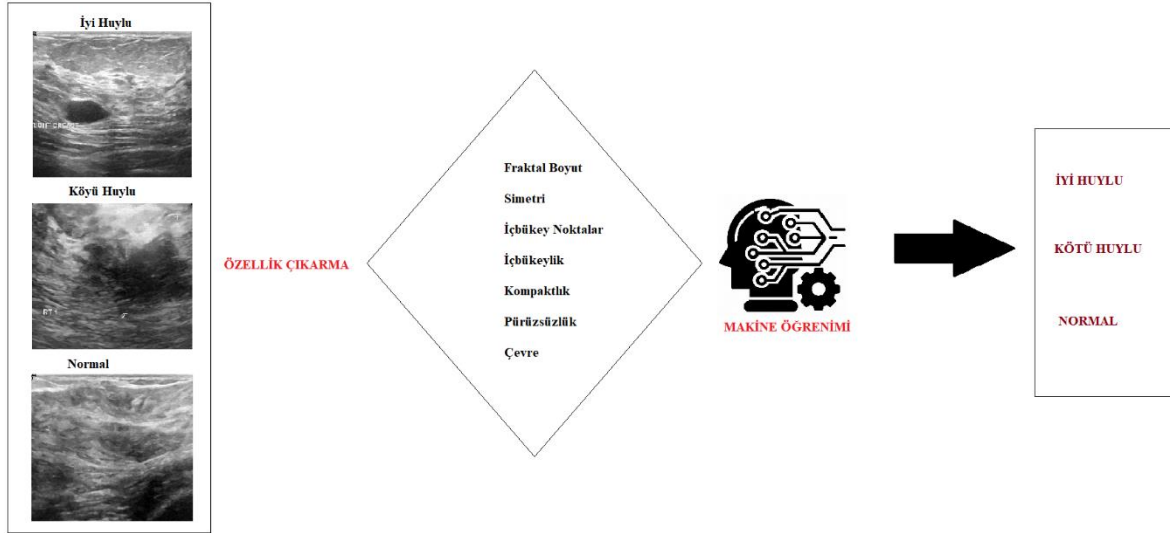 İyi Huylu
Köyü Huylu
RT
Normal
ÖZELLİK ÇIKARMA
Fraktal Boyut
Simetri
İçbükey Noktalar
İçbükeylik
Kompaktlık
Pürüzsüzlük
Çevre
MAKİNE ÖĞRENİMİ
İYİ HUYLU
KÖTÜ HUYLU
NORMAL